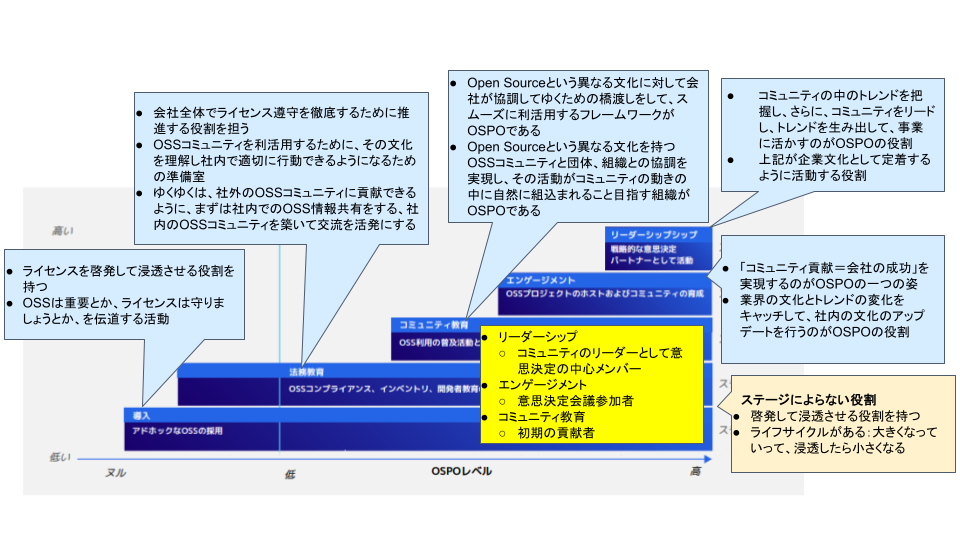 ● Open Sourceという異なる文化に対して会
社が協調してゆくための橋渡しをして、ス
ムーズに利活用するフレームワークが
OSPOである
● Open Sourceという異なる文化を持つ
OSSコミュニティと団体、組織との協調を
実現し、その活動がコミュニティの動きの
中に自然に組込まれること目指す組織が
OSPOである
● コミュニティの中のトレンドを把
握し、さらに、コミュニティをリード
し、トレンドを生み出して、事業
に活かすのがOSPOの役割
● 上記が企業文化として定着する
ように活動する役割
● 会社全体でライセンス遵守を徹底するために推
進する役割を担う
● OSSコミュニティを利活用するために、その文化
を理解し社内で適切に行動できるようになるため
の準備室
● ゆくゆくは、社外のOSSコミュニティに貢献できる
ように、まずは社内でのOSS情報共有をする、社
内のOSSコミュニティを築いて交流を活発にする
高い
リーダーシップシップ
戦略的な意思決定
パートナーとして活動
● ライセンスを啓発して浸透させる役割を
持つ
● OSSは重要とか、ライセンスは守りま
しょうとか、を伝道する活動
● 「コミュニティ貢献＝会社の成功」を
実現するのがOSPOの一つの姿
● 業界の文化とトレンドの変化を
キャッチして、社内の文化のアップ
デートを行うのがOSPOの役割
エンゲージメント
OSSプロジェクトのホストおよびコミュニティの育成
コミュニティ教育
OSS利用の普及活動と
● リーダーシップ
○ コミュニティのリーダーとして意
思決定の中心メンバー
● エンゲージメント
○ 意思決定会議参加者
● コミュニティ教育
○ 初期の貢献者
法務教育
OSSコンプライアンス、インベントリ、開発者教育
ス
ステージによらない役割
● 啓発して浸透させる役割を持つ
● ライフサイクルがある：大きくなって
いって、浸透したら小さくなる
導入
アドホックなOSSの採用
ス
低い
ヌル
低
OSPOレベル
高